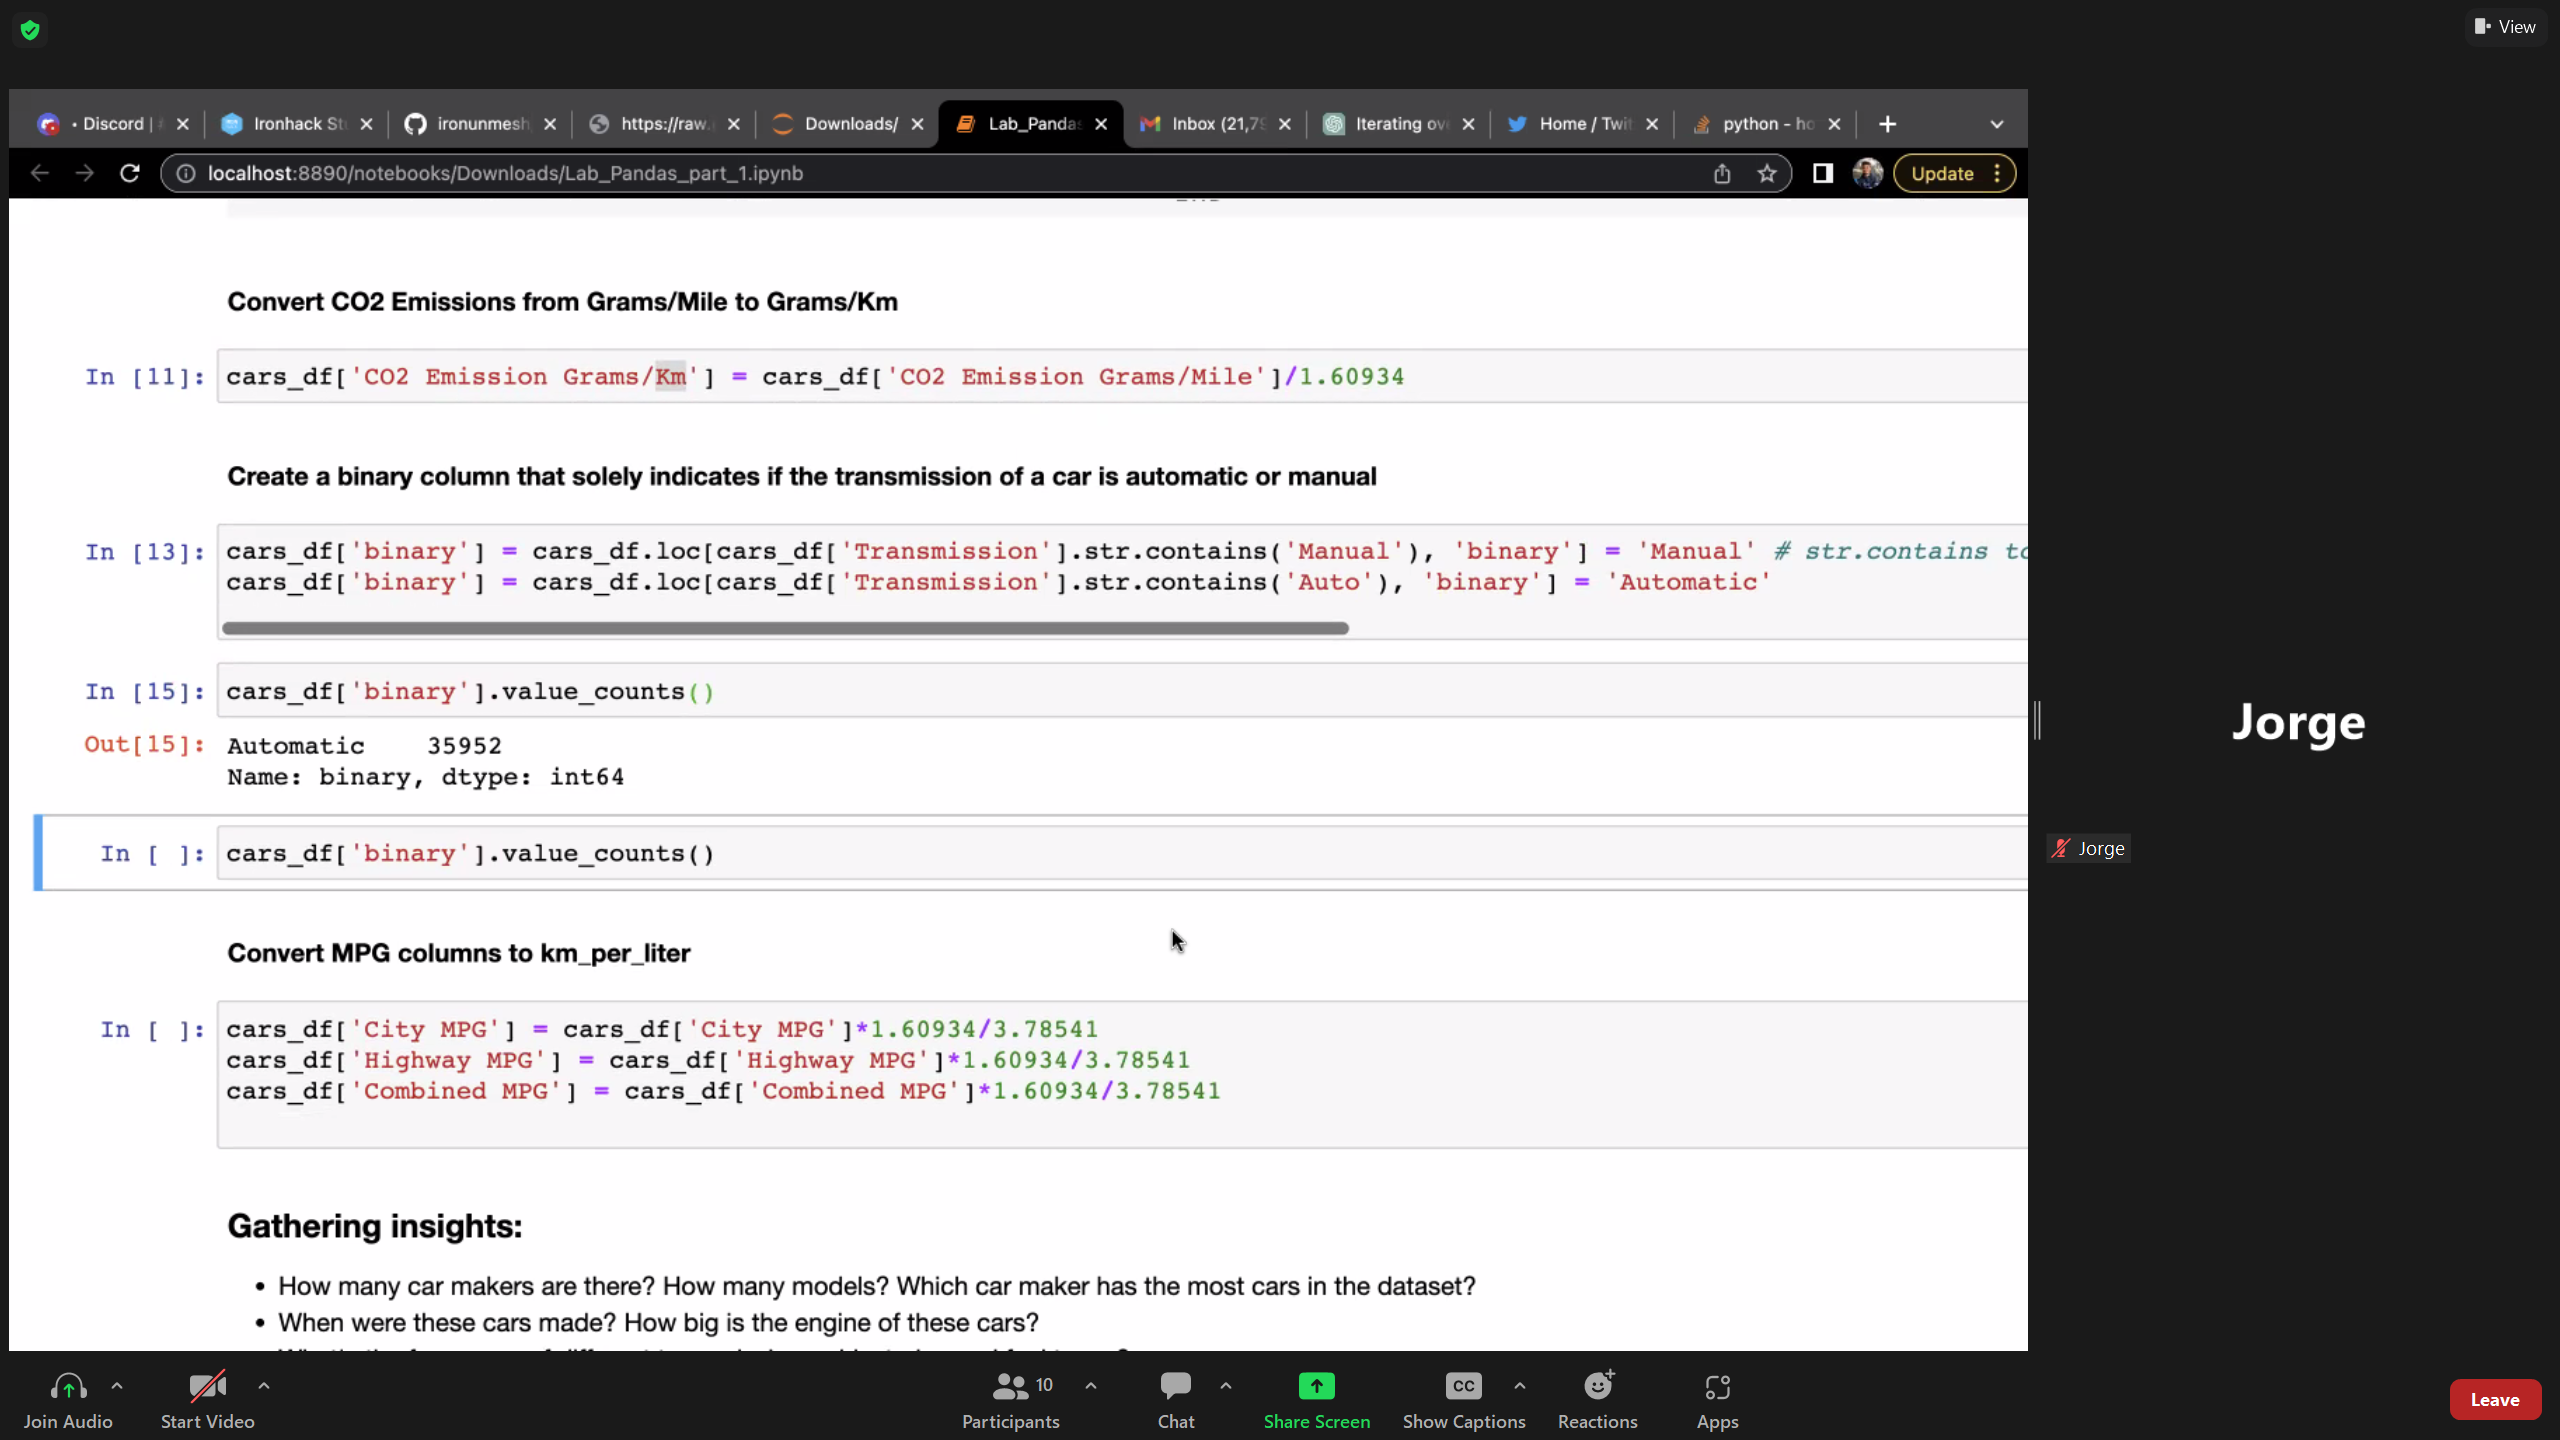 View
• Discord | 
Ironhack St
ironunmesh
https://raw.
Downloads/
Lab_Pandas
Inbox (21,79
Iterating ov
Home / Twit
python - ho
localhost:8890/notebooks/Downloads/Lab_Pandas_part_1.ipynb
Update
Convert CO2 Emissions from Grams/Mile to Grams/Km
In [11]: cars_df['CO2 Emission Grams/Km'] = cars_df['CO2 Emission Grams/Mile']/1.60934
Create a binary column that solely indicates if the transmission of a car is automatic or manual
In [13]: cars_df['binary'] = cars_df.loc[cars_df['Transmission'].str.contains('Manual'), 'binary'] = 'Manual' # str.contains to
cars_df['binary'] = cars_df.loc[cars_df['Transmission'].str.contains('Auto'), 'binary'] = 'Automatic'
In [15]: cars_df['binary'].value_counts()
Out[15]: Automatic 35952
Name: binary, dtype: int64
In [ ]: cars_df['binary'].value_counts()
Convert MPG columns to km_per_liter
In [ ]: cars_df['City MPG'] = cars_df['City MPG']*1.60934/3.78541
cars_df['Highway MPG'] = cars_df['Highway MPG']*1.60934/3.78541
cars_df['Combined MPG'] = cars_df['Combined MPG']*1.60934/3.78541
Gathering insights:
• How many car makers are there? How many models? Which car maker has the most cars in the dataset?
• When were these cars made? How big is the engine of these cars?
Jorge
Jorge
Join Audio
Start Video
10
Participants
Chat
Share Screen
CC
Show Captions
Reactions
Apps
Leave